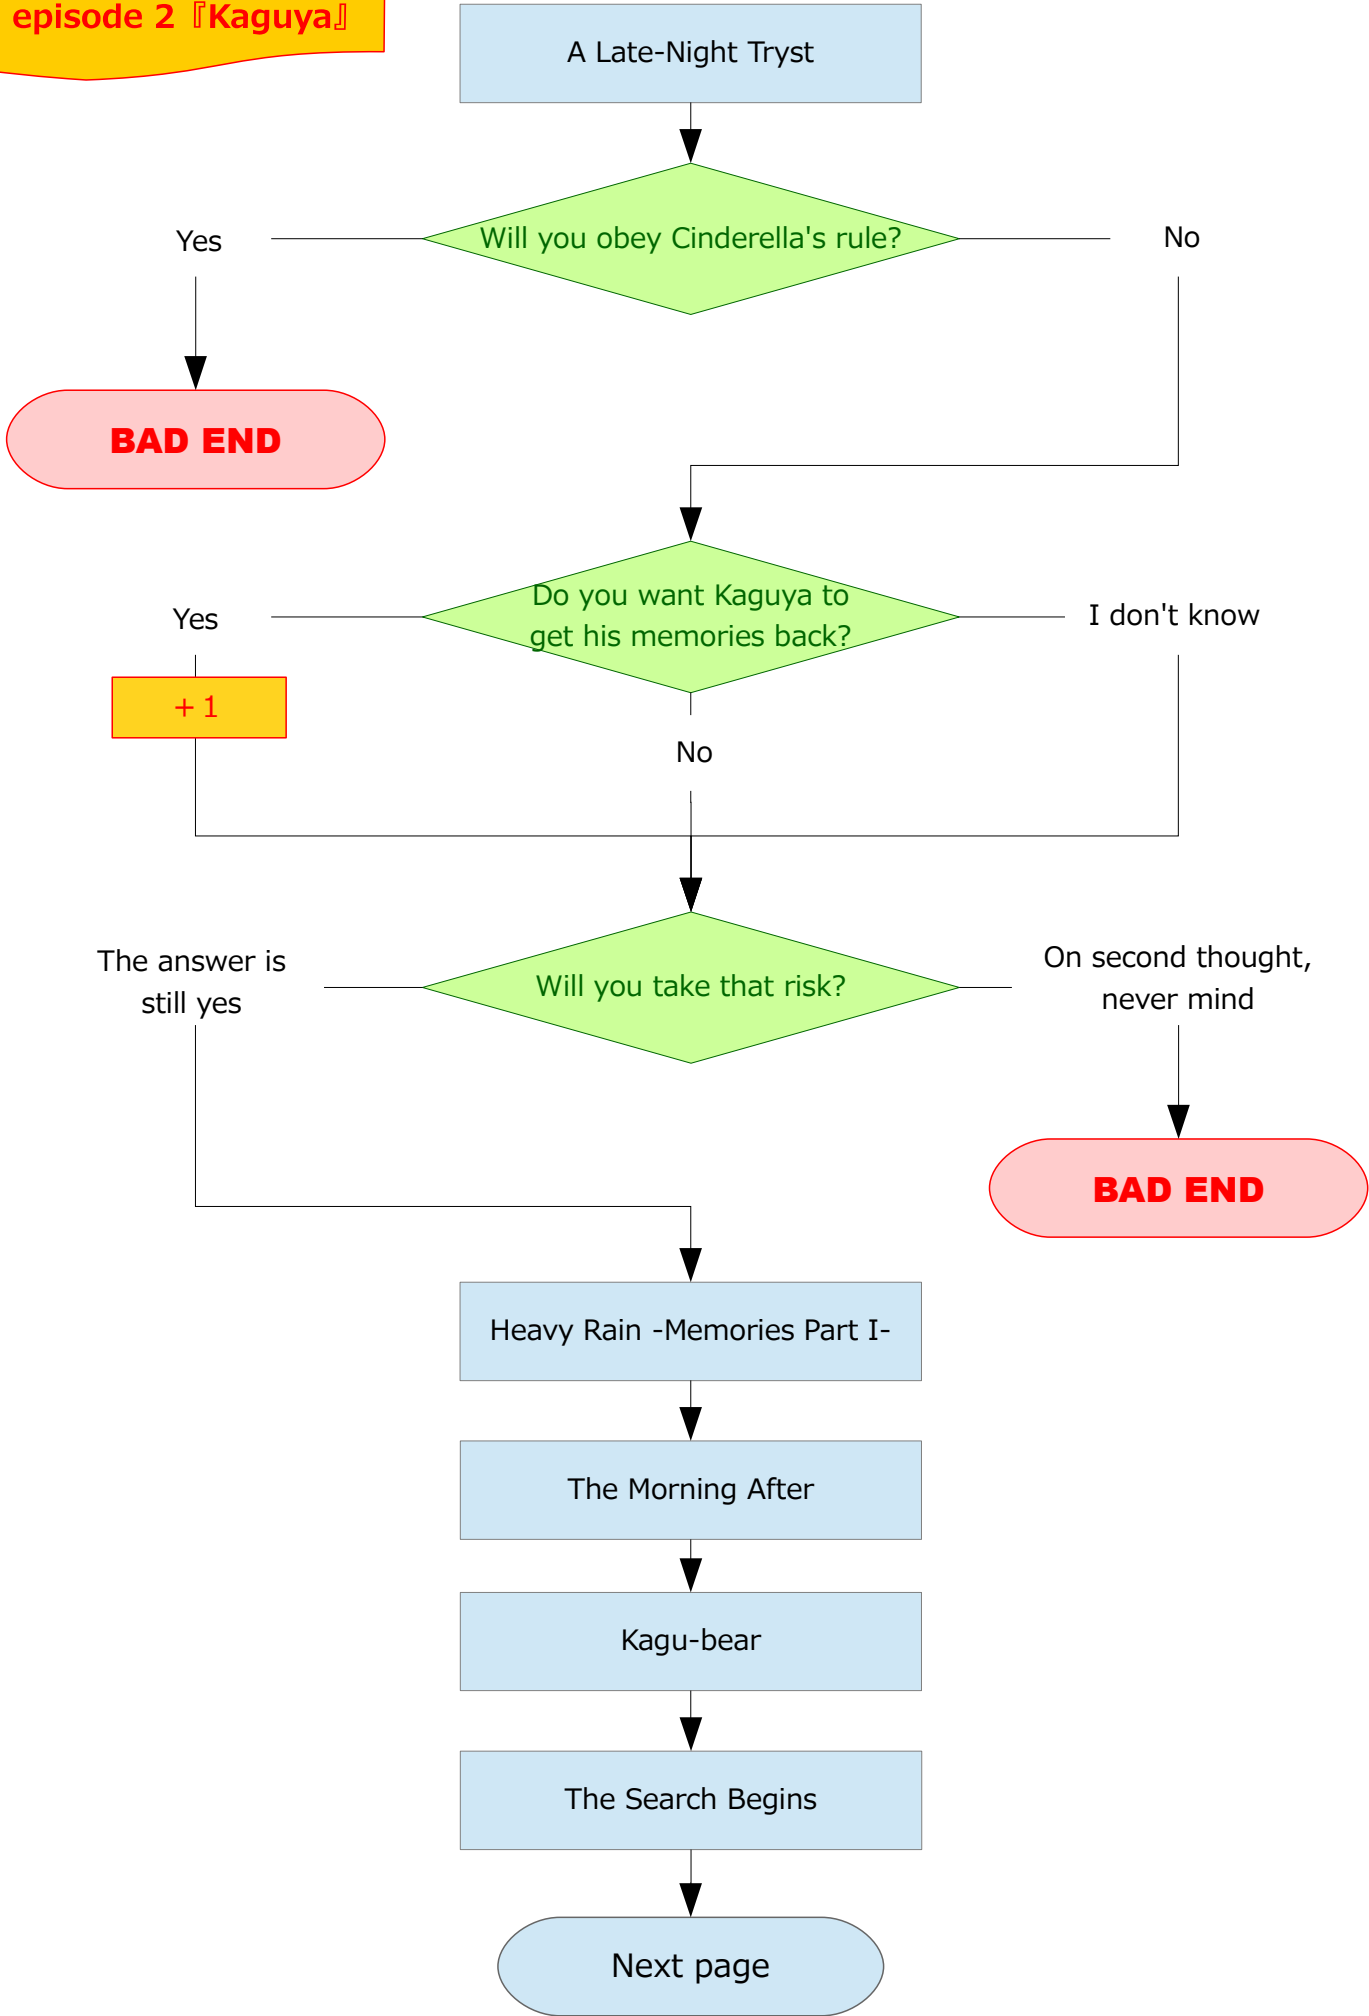 episode 2『Kaguya』
A Late-Night Tryst
Will you obey Cinderella's rule?
Yes
No
BAD END
Do you want Kaguya to
get his memories back?
Yes
I don't know
+1
No
Will you take that risk?
The answer is
still yes
On second thought,
never mind
BAD END
Heavy Rain -Memories Part I-
The Morning After
Kagu-bear
The Search Begins
Next page